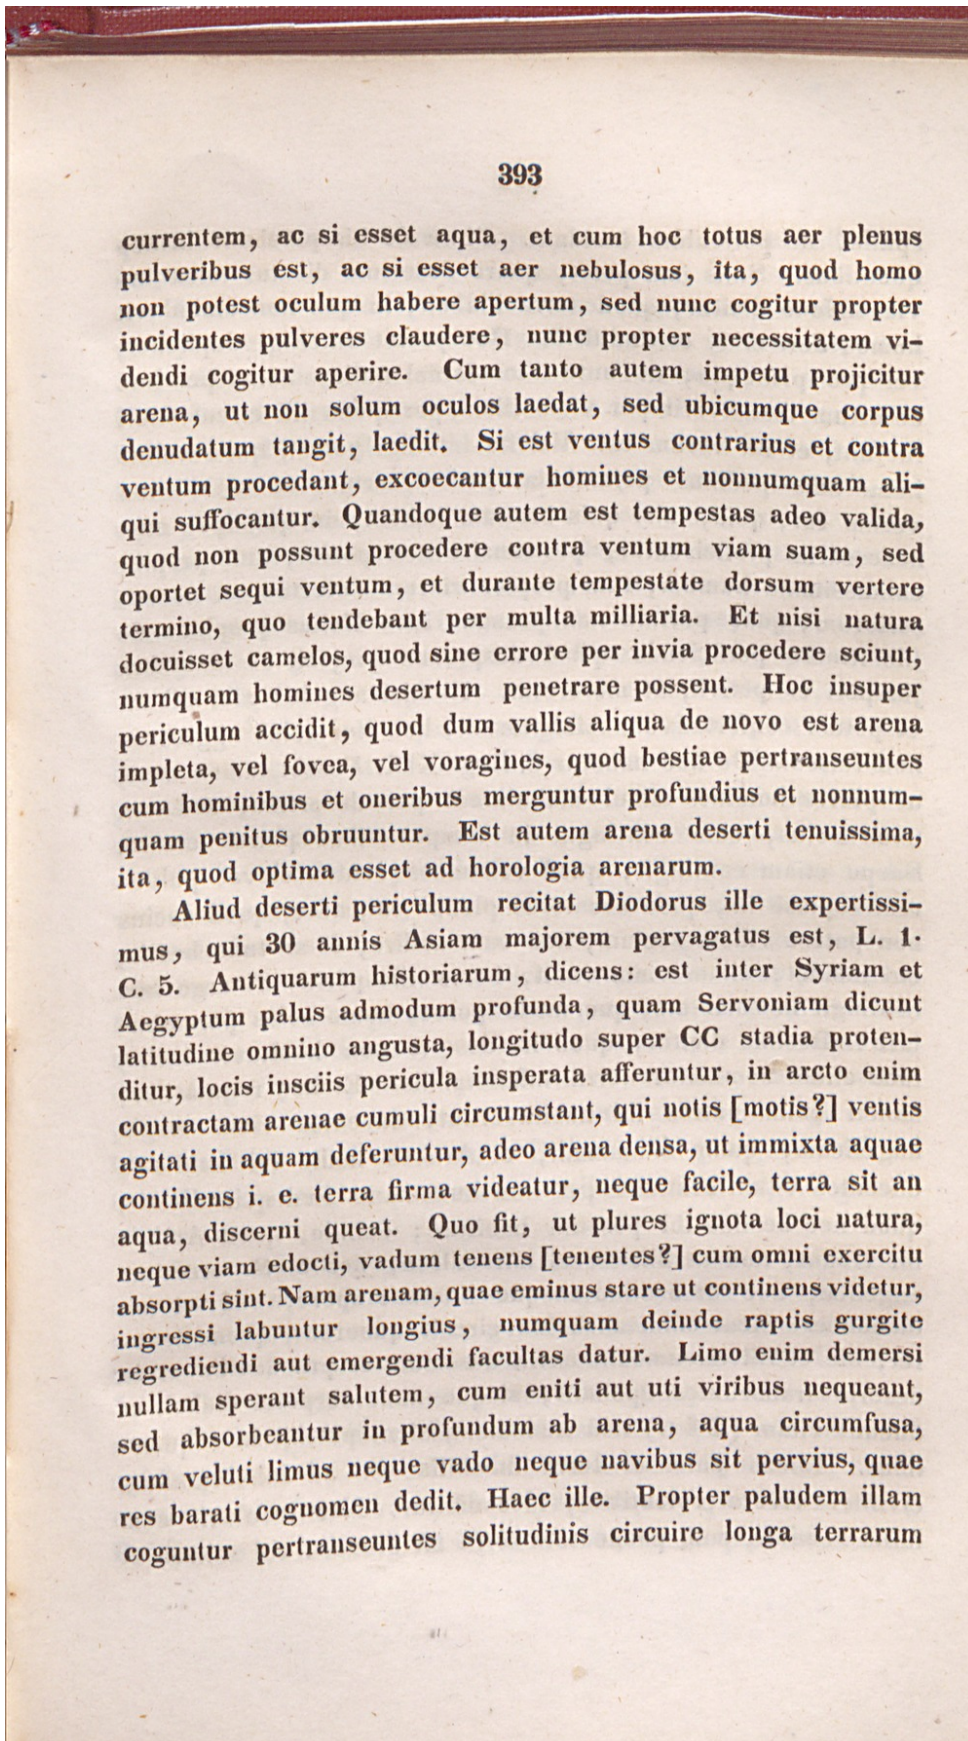 393
currentem, ac si esset aqua, et cum hoc totus aer plenus
pulveribus est, ac si esset aer nebulosus, ita, quod homo
non potest oculum habere apertum, sed nunc cogitur propter
incidentes pulveres claudere, nunc propter necessitatem vi-
dendi cogitur aperire. Cum tanto autem impetu projicitur
arena, ut non solum oculos laedat, sed ubicumque corpus
denudatum tangit, laedit. Si est ventus contrarius et contra
ventum procedant, excoecantur homines et nonnumquam ali-
qui suffocantur. Quandoque autem est tempestas adeo valida,
quod non possunt procedere contra ventum viam suam, sed
oportet sequi ventum, et durante tempestate dorsum vertere
termino, quo tendebant per multa milliaria. Et nisi natura
docuisset camelos, quod sine errore per invia procedere sciunt,
numquam homines desertum penetrare possent. Hoc insuper
periculum accidit, quod dum vallis aliqua de novo est arena
impleta, vel fovea, vel voragines, quod bestiae pertranseuntes
cum hominibus et oneribus merguntur profundius et nonnum-
quam penitus obruuntur. Est autem arena deserti tenuissima,
ita, quod optima esset ad horologia arenarum.
Aliud deserti periculum recitat Diodorus ille expertissi-
mus, qui 30 annis Asiam majorem pervagatus est, L. 1.
C. 5. Antiquarum historiarum, dicens: est inter Syriam et
Aegyptum palus admodum profunda, quam Servoniam dicunt
latitudine omnino angusta, longitudo super CC stadia proten-
ditur, locis insciis pericula insperata afferuntur, in arcto enim
contractam arenae cumuli circumstant, qui notis [motis?] ventis
agitati in aquam deferuntur, adeo arena densa, ut immixta aquae
continens i. e. terra firma videatur, neque facile, terra sit an
aqua, discerni queat. Quo fit, ut plures ignota loci natura,
neque viam edocti, vadum tenens [tenentes?] cum omni exercitu
absorpti sint. Nam arenam, quae eminus stare ut continens videtur,
ingressi labuntur longius, numquam deinde raptis gurgite
regrediendi aut emergendi facultas datur. Limo enim demersi
nullam sperant salutem, cum eniti aut uti viribus nequeant,
sed absorbeantur in profundum ab arena, aqua circumfusa,
cum veluti limus neque vado neque navibus sit pervius, quae
res barati cognomen dedit. Haec ille. Propter paludem illam
coguntur pertranseuntes solitudinis circuire longa terrarum